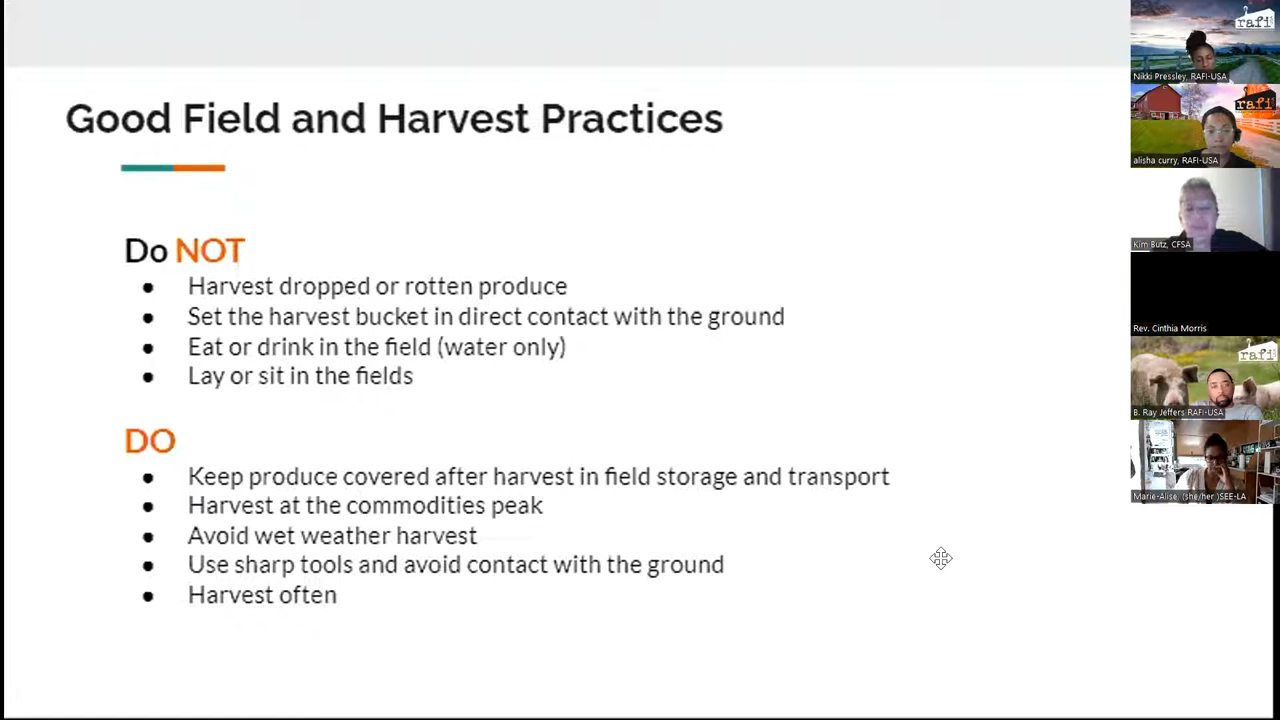 Good Field and Harvest Practices
Do NOT
● Harvest dropped or rotten produce
● Set the harvest bucket in direct contact with the ground
● Eat or drink in the field (water only)
● Lay or sit in the fields
DO
● Keep produce covered after harvest in field storage and transport
● Harvest at the commodities peak
● Avoid wet weather harvest
● Use sharp tools and avoid contact with the ground
● Harvest often
rafi
Nikki Pressley, RAFI-USA
rafi
alisha curry, RAFI-USA
Kim Butz, CFSA
Rev. Cinthia Morris
rafi
B. Ray Jeffers RAFI-USA
Marie-Alise, (she/her )SEE-LA